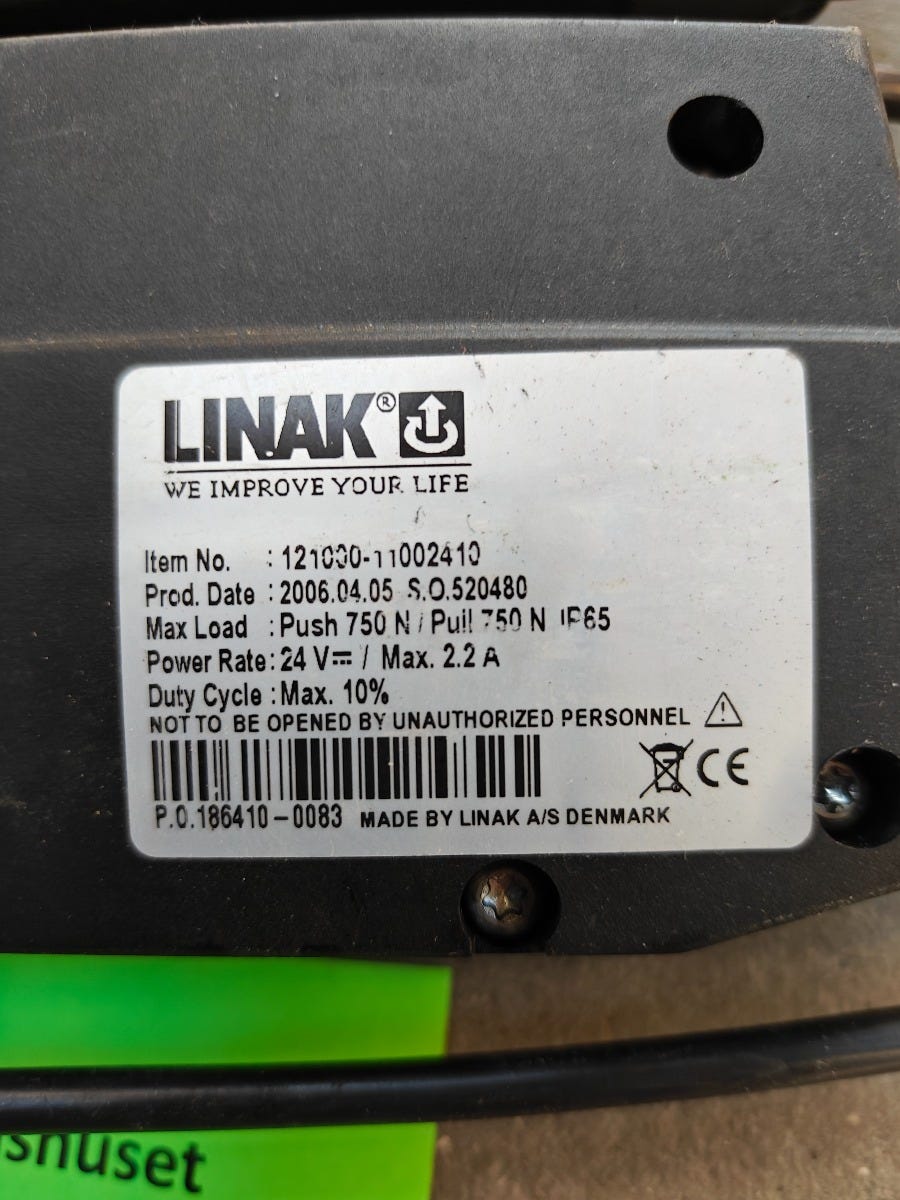 LINAK®
WE IMPROVE YOUR LIFE
Item No. : 121000-11002410
Prod. Date : 2006.04.05 S.O.520480
Max Load : Push 750 N / Pull 750 N IP65
Power Rate: 24 V⎓ / Max. 2.2 A
Duty Cycle : Max. 10%
NOT TO BE OPENED BY UNAUTHORIZED PERSONNEL
CE
P.O.186410-0083 MADE BY LINAK A/S DENMARK